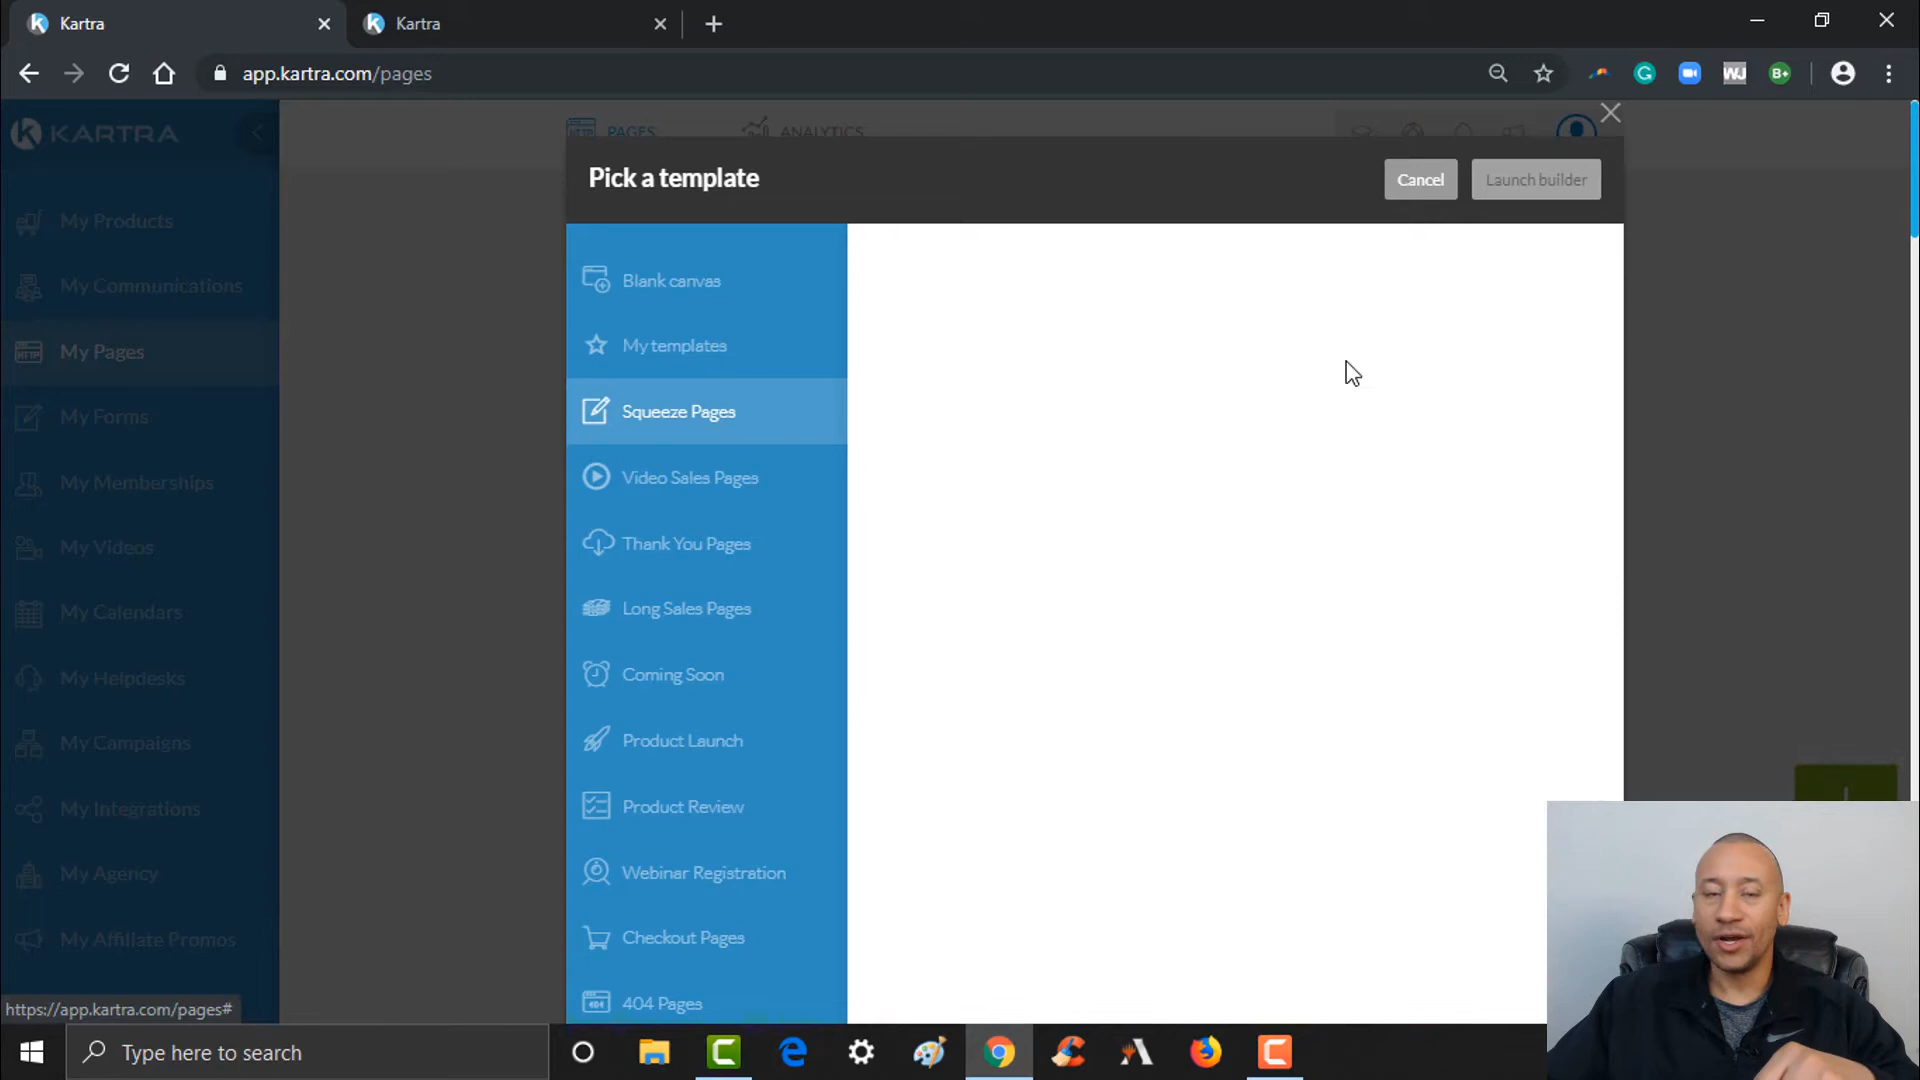 Kartra
Kartra
app.kartra.com/pages
KARTRA
PAGES
ANALYTICS
Pick a template
Cancel
Launch builder
My Products
My Communications
My Pages
My Forms
My Memberships
My Videos
My Calendars
My Helpdesks
My Campaigns
My Integrations
My Agency
My Affiliate Promos
Blank canvas
My templates
Squeeze Pages
Video Sales Pages
Thank You Pages
Long Sales Pages
Coming Soon
Product Launch
Product Review
Webinar Registration
Checkout Pages
404 Pages
https://app.kartra.com/pages#
Type here to search